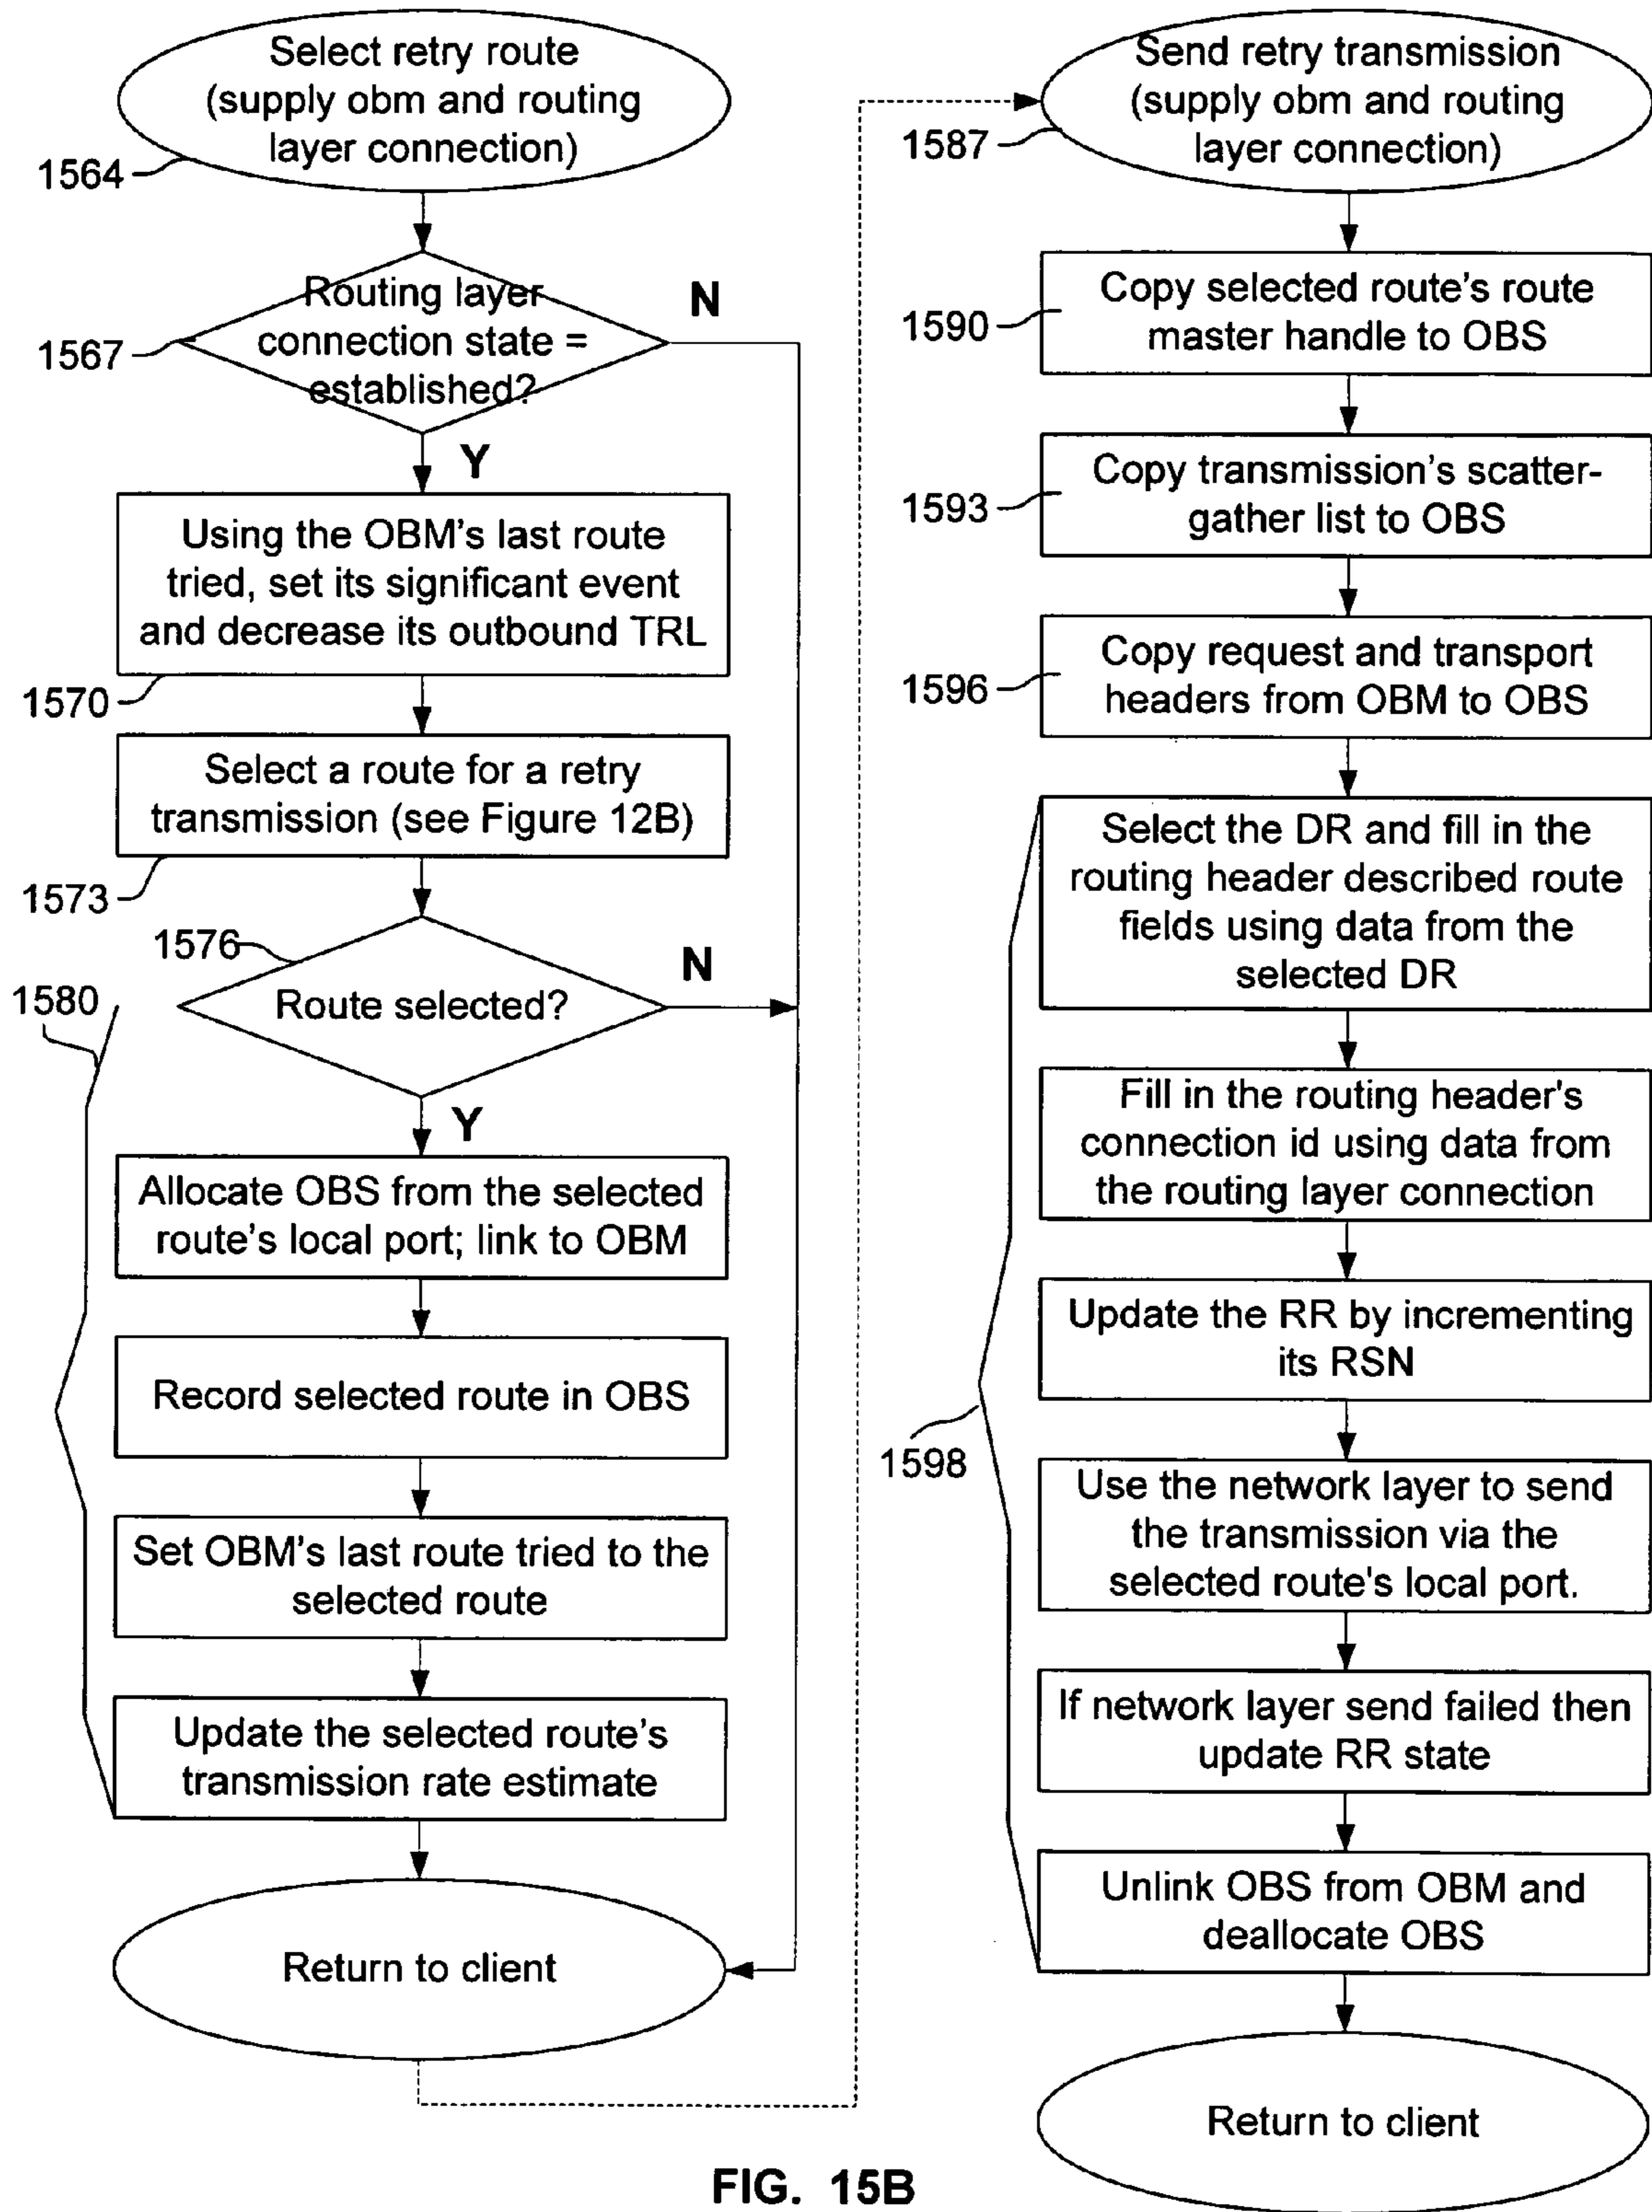 Select retry route
(supply obm and routing
layer connection)
1564
Routing layer
connection state =
established?
N
1567
Y
Using the OBM's last route
tried, set its significant event
and decrease its outbound TRL
1570
Select a route for a retry
transmission (see Figure 12B)
1573
1576
N
Route selected?
1580
Y
Allocate OBS from the selected
route's local port; link to OBM
Record selected route in OBS
Set OBM's last route tried to the
selected route
Update the selected route's
transmission rate estimate
Return to client
Send retry transmission
(supply obm and routing
layer connection)
1587
Copy selected route's route
master handle to OBS
1590
Copy transmission's scatter-
gather list to OBS
1593
Copy request and transport
headers from OBM to OBS
1596
Select the DR and fill in the
routing header described route
fields using data from the
selected DR
Fill in the routing header's
connection id using data from
the routing layer connection
Update the RR by incrementing
its RSN
1598
Use the network layer to send
the transmission via the
selected route's local port.
If network layer send failed then
update RR state
Unlink OBS from OBM and
deallocate OBS
Return to client
FIG. 15B